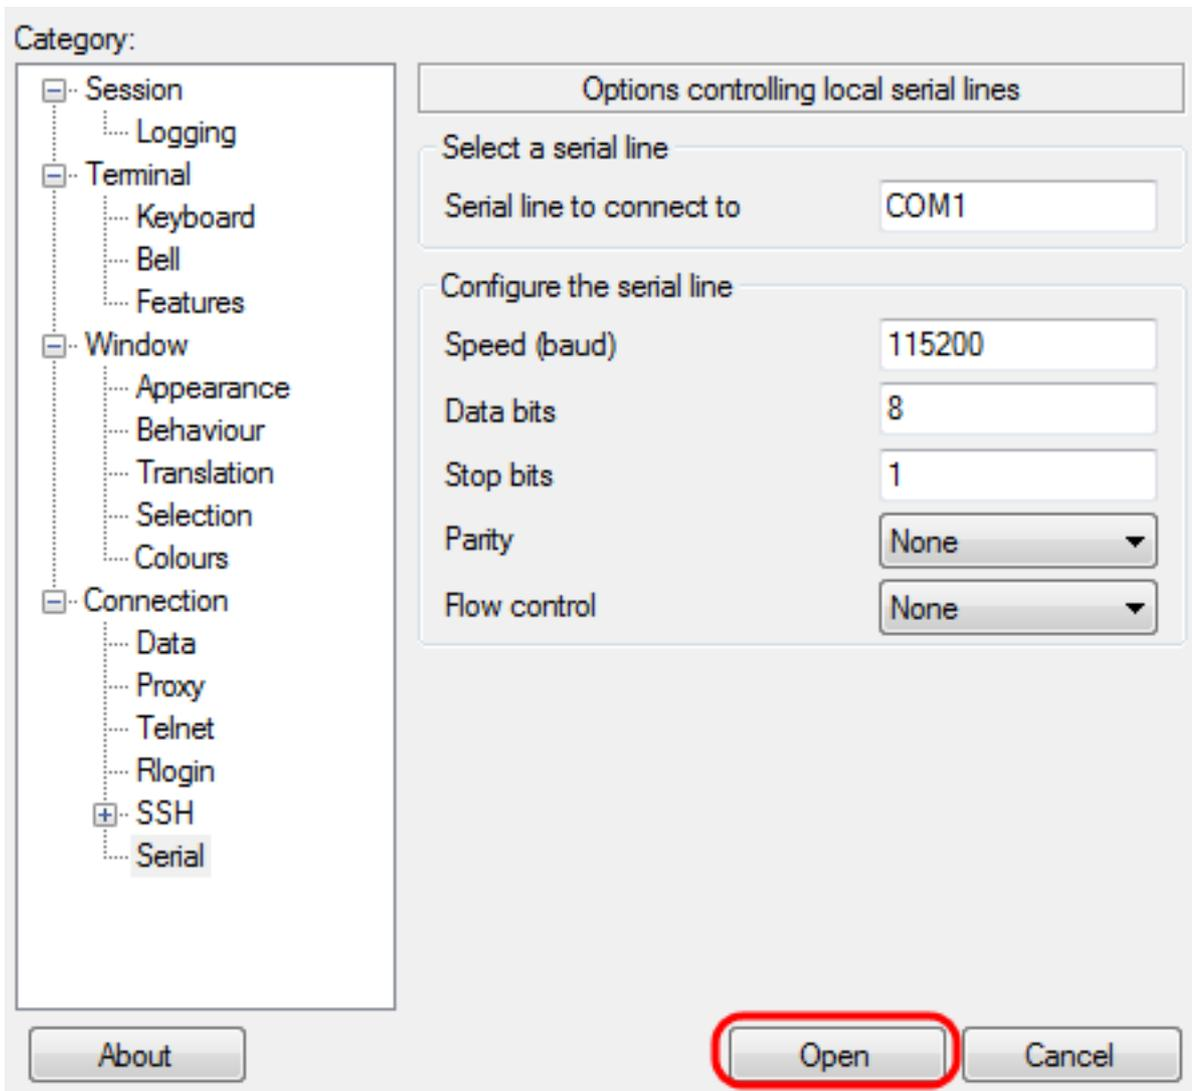 Category:
Session
Logging
Terminal
Keyboard
Bell
Features
Window
Appearance
Behaviour
Translation
Selection
Colours
Connection
Data
Proxy
Telnet
Rlogin
SSH
Serial
Options controlling local serial lines
Select a serial line
Serial line to connect to COM1
Configure the serial line
Speed (baud) 115200
Data bits 8
Stop bits 1
Parity None
Flow control None
About Open Cancel